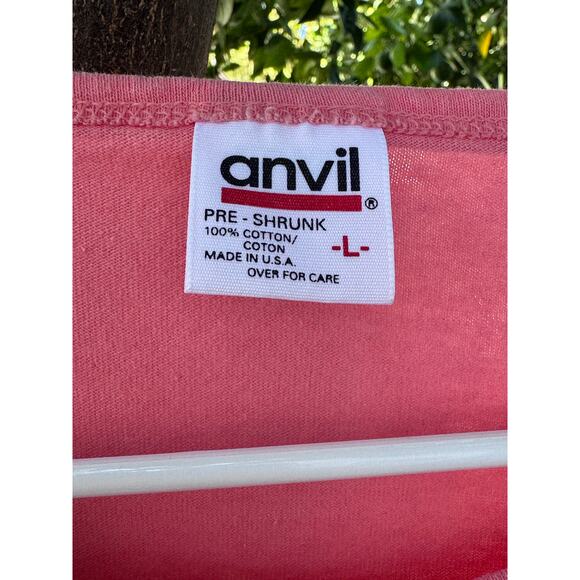 anvil®
PRE - SHRUNK
100% COTTON/
COTON
-L-
MADE IN U.S.A.
OVER FOR CARE